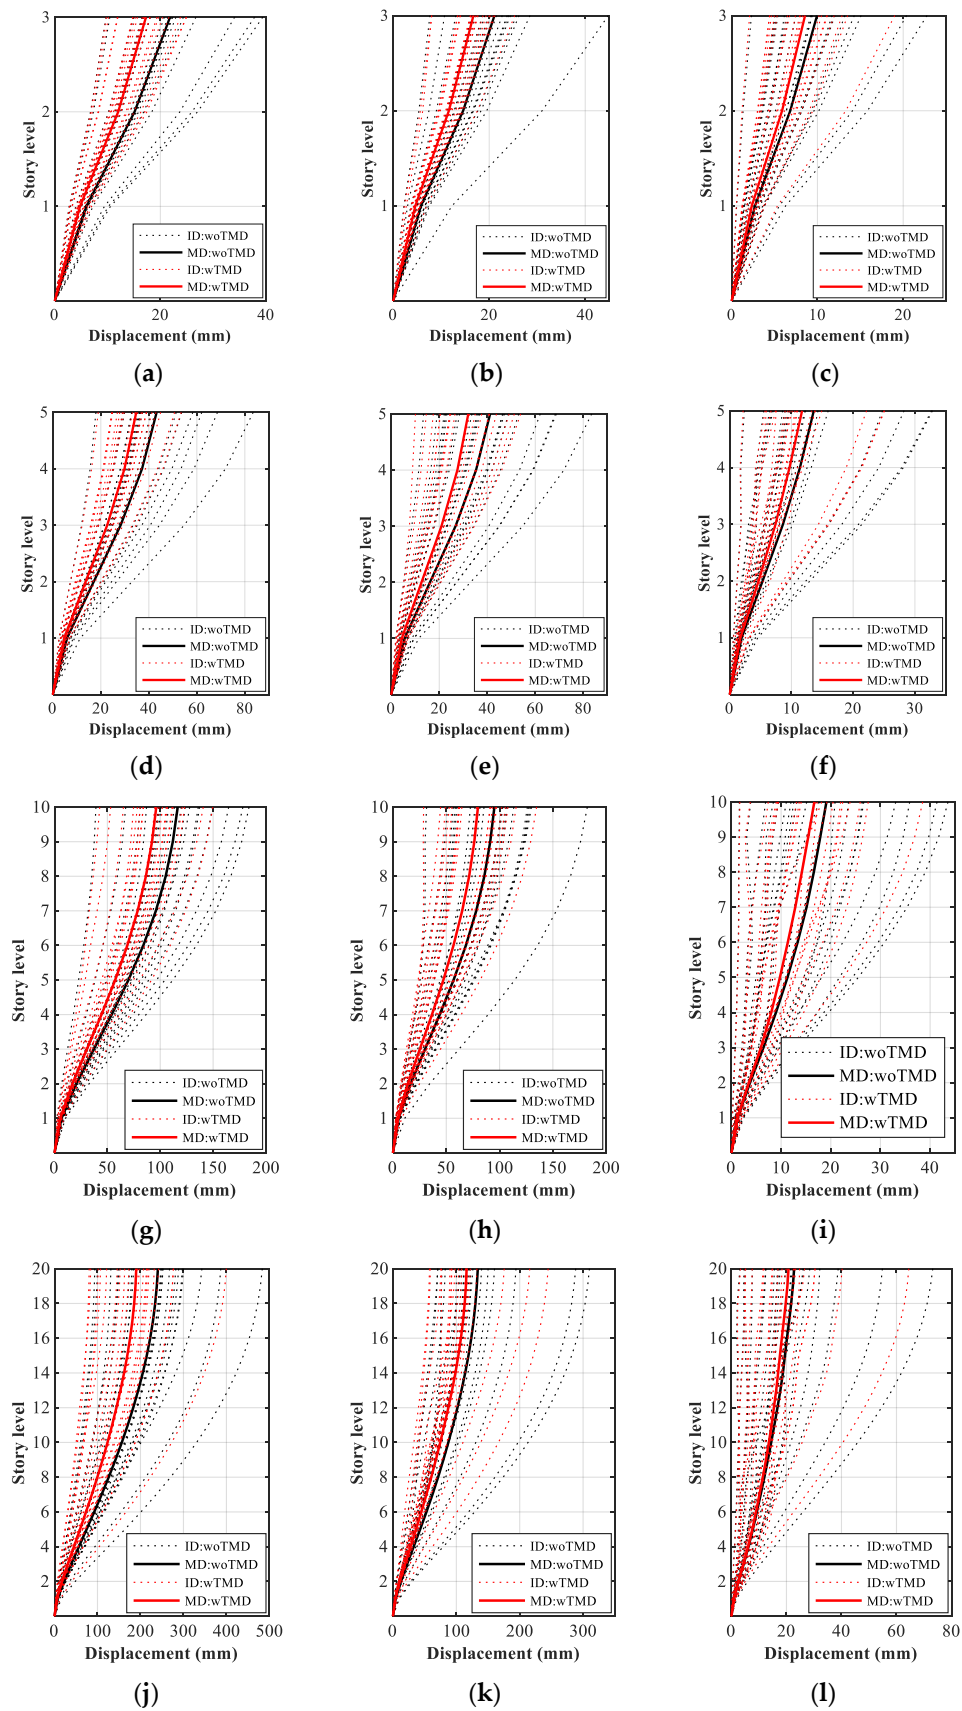 3
2
1
Story level
0
20
40
Displacement (mm)
ID:woTMD
MD:woTMD
ID:wTMD
MD:wTMD
(a)
3
2
1
Story level
0
20
40
Displacement (mm)
ID:woTMD
MD:woTMD
ID:wTMD
MD:wTMD
(b)
3
2
1
Story level
0
10
20
Displacement (mm)
ID:woTMD
MD:woTMD
ID:wTMD
MD:wTMD
(c)
5
4
3
2
1
Story level
0
20
40
60
80
Displacement (mm)
ID:woTMD
MD:woTMD
ID:wTMD
MD:wTMD
(d)
5
4
3
2
1
Story level
0
20
40
60
80
Displacement (mm)
ID:woTMD
MD:woTMD
ID:wTMD
MD:wTMD
(e)
5
4
3
2
1
Story level
0
10
20
30
Displacement (mm)
ID:woTMD
MD:woTMD
ID:wTMD
MD:wTMD
(f)
10
9
8
7
6
5
4
3
2
1
Story level
0
50
100
150
200
Displacement (mm)
ID:woTMD
MD:woTMD
ID:wTMD
MD:wTMD
(g)
10
9
8
7
6
5
4
3
2
1
Story level
0
50
100
150
200
Displacement (mm)
ID:woTMD
MD:woTMD
ID:wTMD
MD:wTMD
(h)
10
9
8
7
6
5
4
3
2
1
Story level
0
10
20
30
40
Displacement (mm)
ID:woTMD
MD:woTMD
ID:wTMD
MD:wTMD
(i)
20
18
16
14
12
10
8
6
4
2
Story level
0
100
200
300
400
500
Displacement (mm)
ID:woTMD
MD:woTMD
ID:wTMD
MD:wTMD
(j)
20
18
16
14
12
10
8
6
4
2
Story level
0
100
200
300
Displacement (mm)
ID:woTMD
MD:woTMD
ID:wTMD
MD:wTMD
(k)
20
18
16
14
12
10
8
6
4
2
Story level
0
20
40
60
80
Displacement (mm)
ID:woTMD
MD:woTMD
ID:wTMD
MD:wTMD
(l)